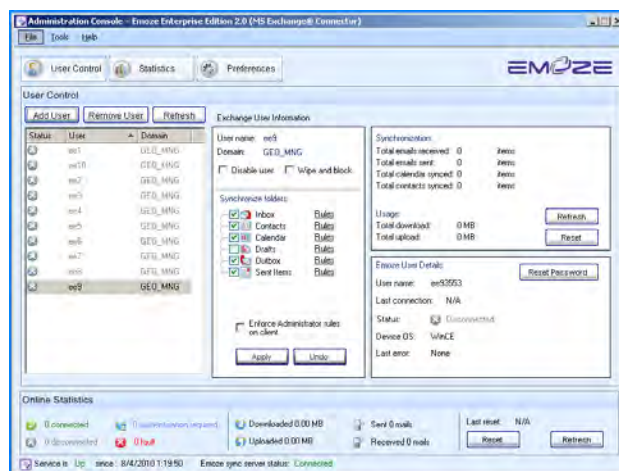 Administration Console - Emoze Enterprise Edition 2.0 (MS Exchange® Connector)
File Tools Help
User Control Statistics Preferences EMOZE
User Control
Add User Remove User Refresh
Exchange User Information
Status User Domain
ee1 GEO_MNG
ee10 GEO_MNG
ee2 GEO_MNG
ee3 GEO_MNG
ee4 GEO_MNG
ee5 GEO_MNG
ee6 GEO_MNG
ee7 GEO_MNG
ee8 GEO_MNG
ee9 GEO_MNG
User name: ee9
Domain: GEO_MNG
Disable user Wipe and block
Synchronize folders:
Inbox Rules
Contacts Rules
Calendar Rules
Drafts Rules
Outbox Rules
Sent Items Rules
Enforce Administrator rules
on client
Apply Undo
Synchronization:
Total emails received: 0 items
Total emails sent: 0 items
Total calendar synced: 0 items
Total contacts synced: 0 items
Usage:
Total download: 0 MB
Total upload: 0 MB
Refresh
Reset
Emoze User Details:
Reset Password
User name: ee93553
Last connection: N/A
Status: Disconnected
Device OS: WinCE
Last error: None
Online Statistics
0 connected 0 authentication required Downloaded 0.00 MB Sent 0 mails Last reset: N/A
0 disconnected 0 fault Uploaded 0.00 MB Received 0 mails Reset Refresh
Service is Up since : 8/4/2010 1:19:50 Emoze sync server status: Connected